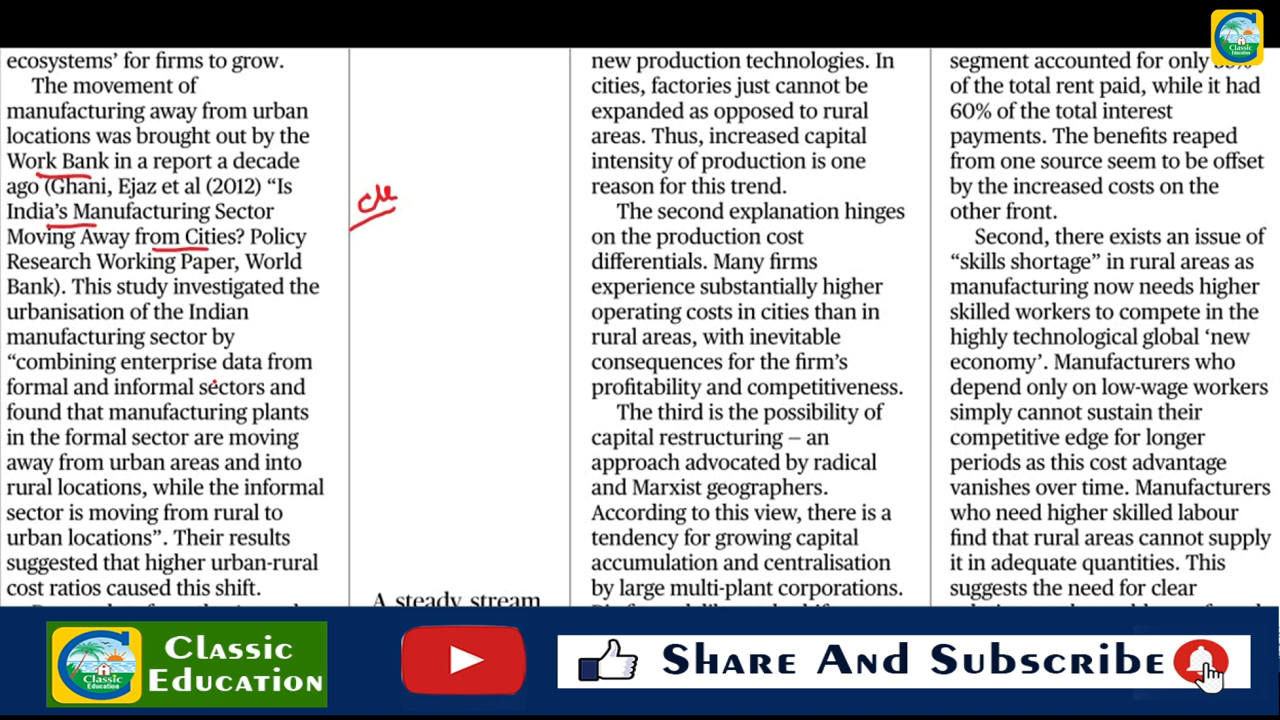 Classic
Education
ecosystems' for firms to grow.
The movement of
manufacturing away from urban
locations was brought out by the
Work Bank in a report a decade
ago (Ghani, Ejaz et al (2012) “Is
India's Manufacturing Sector
Moving Away from Cities? Policy
Research Working Paper, World
Bank). This study investigated the
urbanisation of the Indian
manufacturing sector by
“combining enterprise data from
formal and informal sectors and
found that manufacturing plants
in the formal sector are moving
away from urban areas and into
rural locations, while the informal
sector is moving from rural to
urban locations”. Their results
suggested that higher urban-rural
cost ratios caused this shift.
A steady stream
new production technologies. In
cities, factories just cannot be
expanded as opposed to rural
areas. Thus, increased capital
intensity of production is one
reason for this trend.
The second explanation hinges
on the production cost
differentials. Many firms
experience substantially higher
operating costs in cities than in
rural areas, with inevitable
consequences for the firm's
profitability and competitiveness.
The third is the possibility of
capital restructuring — an
approach advocated by radical
and Marxist geographers.
According to this view, there is a
tendency for growing capital
accumulation and centralisation
by large multi-plant corporations.
segment accounted for only
of the total rent paid, while it had
60% of the total interest
payments. The benefits reaped
from one source seem to be offset
by the increased costs on the
other front.
Second, there exists an issue of
“skills shortage” in rural areas as
manufacturing now needs higher
skilled workers to compete in the
highly technological global ‘new
economy’. Manufacturers who
depend only on low-wage workers
simply cannot sustain their
competitive edge for longer
periods as this cost advantage
vanishes over time. Manufacturers
who need higher skilled labour
find that rural areas cannot supply
it in adequate quantities. This
suggests the need for clear
Classic
Education
Classic
Education
Share And Subscribe